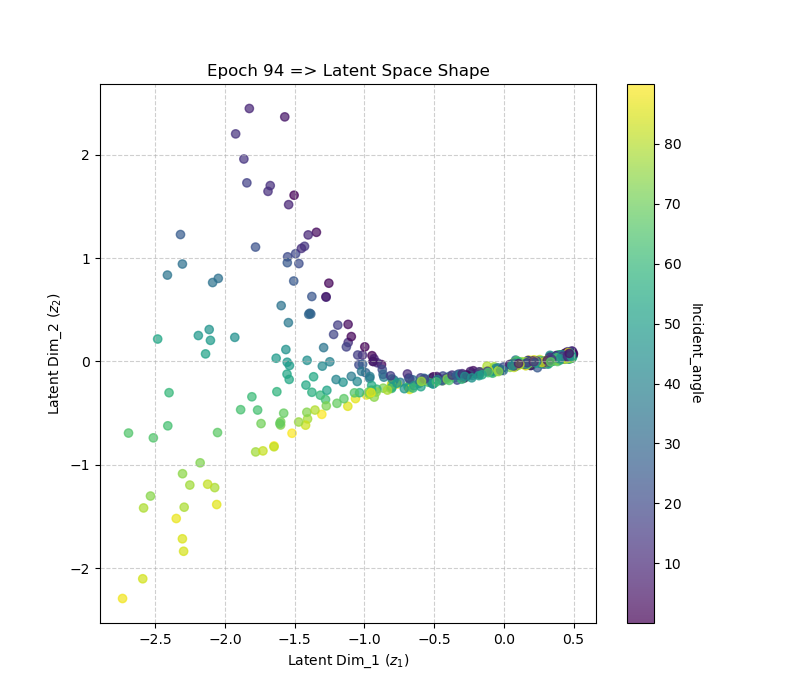 Epoch 94 => Latent Space Shape
2
1
0
−1
−2
Latent Dim_2 (z₂)
−2.5 −2.0 −1.5 −1.0 −0.5 0.0 0.5
Latent Dim_1 (z₁)
80
70
60
50
40
30
20
10
Incident_angle